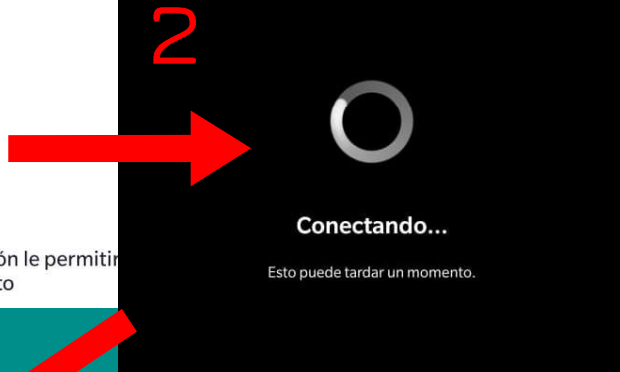 2
Conectando...
Esto puede tardar un momento.
ón le permitir
to